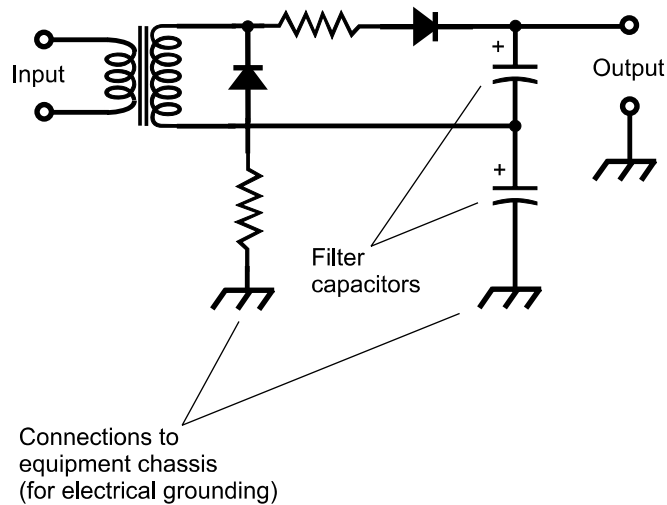 Input
+
Output
+
Filter
capacitors
Connections to
equipment chassis
(for electrical grounding)